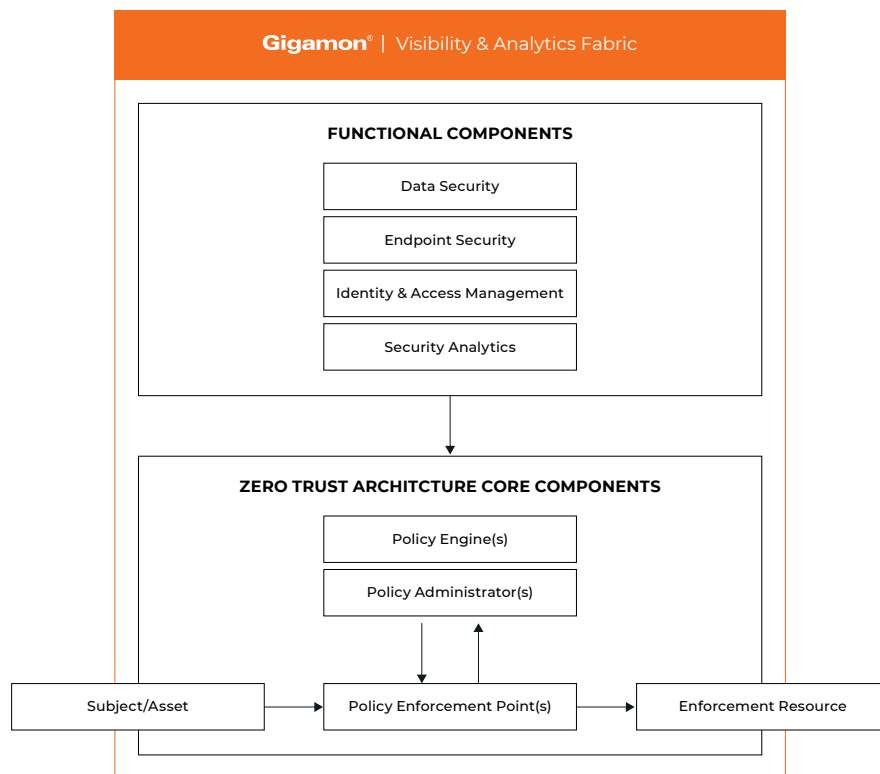 Gigamon® | Visibility & Analytics Fabric
FUNCTIONAL COMPONENTS
Data Security
Endpoint Security
Identity & Access Management
Security Analytics
ZERO TRUST ARCHITCTURE CORE COMPONENTS
Policy Engine(s)
Policy Administrator(s)
Subject/Asset
Policy Enforcement Point(s)
Enforcement Resource